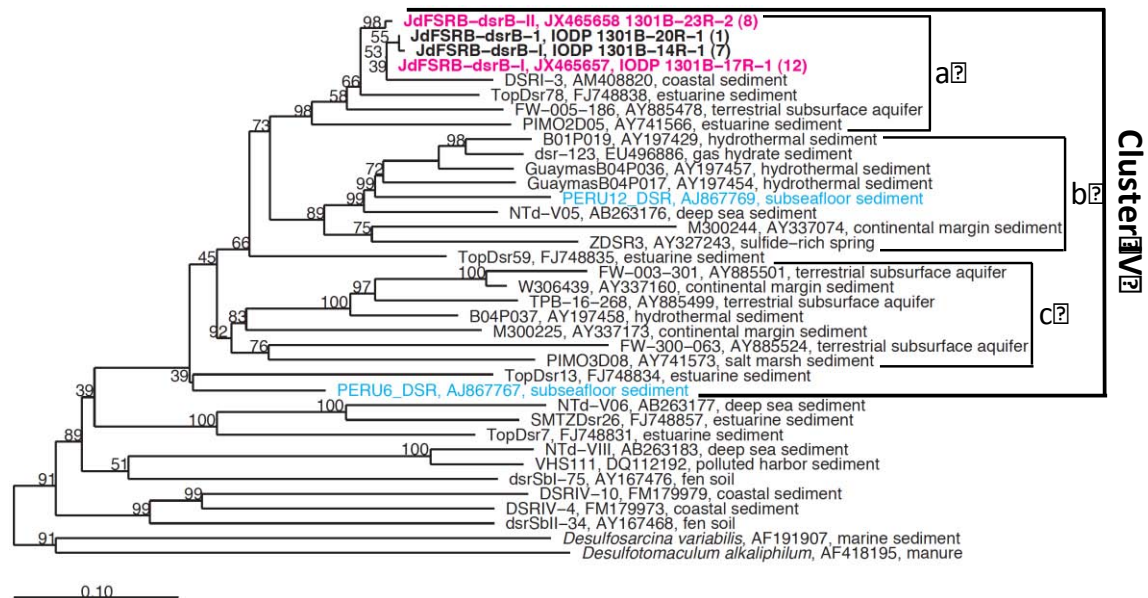 98 JdFSRB-dsrB-II, JX465658 1301B-23R-2 (8)
55 JdFSRB-dsrB-1, IODP 1301B-20R-1 (1)
53 JdFSRB-dsrB-I, IODP 1301B-14R-1 (7)
39 JdFSRB-dsrB-I, JX465657, IODP 1301B-17R-1 (12)
a
66 DSRI-3, AM408820, coastal sediment
58 TopDsr78, FJ748838, estuarine sediment
98 FW-005-186, AY885478, terrestrial subsurface aquifer
73 PIMO2D05, AY741566, estuarine sediment
98 B01P019, AY197429, hydrothermal sediment
dsr-123, EU496886, gas hydrate sediment
72 GuaymasB04P036, AY197457, hydrothermal sediment
99 GuaymasB04P017, AY197454, hydrothermal sediment
99 PERU12_DSR, AJ867769, subseafloor sediment
b
89 NTd-V05, AB263176, deep sea sediment
75 M300244, AY337074, continental margin sediment
66 ZDSR3, AY327243, sulfide-rich spring
45 TopDsr59, FJ748835, estuarine sediment
100 FW-003-301, AY885501, terrestrial subsurface aquifer
97 W306439, AY337160, continental margin sediment
100 TPB-16-268, AY885499, terrestrial subsurface aquifer
83 B04P037, AY197458, hydrothermal sediment
c
92 M300225, AY337173, continental margin sediment
76 FW-300-063, AY885524, terrestrial subsurface aquifer
PIMO3D08, AY741573, salt marsh sediment
39 TopDsr13, FJ748834, estuarine sediment
39 PERU6_DSR, AJ867767, subseafloor sediment
Cluster IV
100 NTd-V06, AB263177, deep sea sediment
100 SMTZDsr26, FJ748857, estuarine sediment
89 TopDsr7, FJ748831, estuarine sediment
100 NTd-VIII, AB263183, deep sea sediment
51 VHS111, DQ112192, polluted harbor sediment
91 dsrSbI-75, AY167476, fen soil
99 DSRIV-10, FM179979, coastal sediment
99 DSRIV-4, FM179973, coastal sediment
dsrSbII-34, AY167468, fen soil
91 Desulfosarcina variabilis, AF191907, marine sediment
Desulfotomaculum alkaliphilum, AF418195, manure
0.10